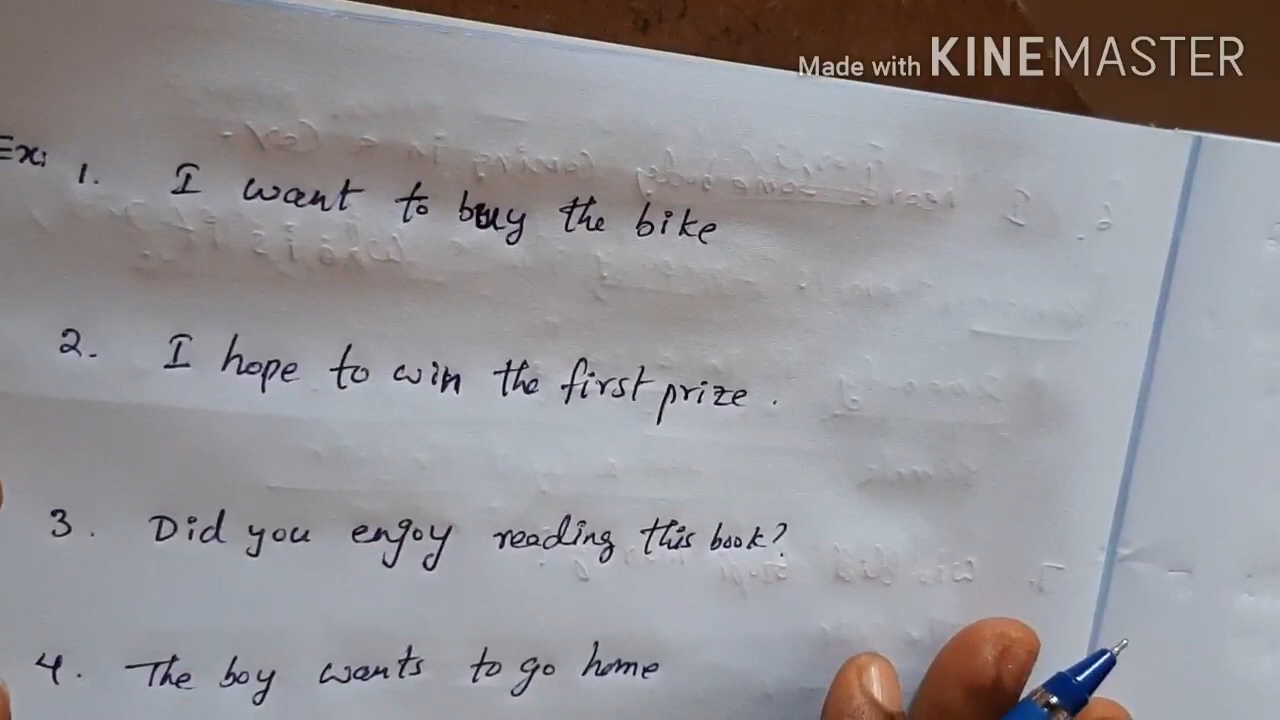 Made with KINEMASTER
Ex:
1. I want to buy the bike
2. I hope to win the first prize.
3. Did you enjoy reading this book?
4. The boy wants to go home